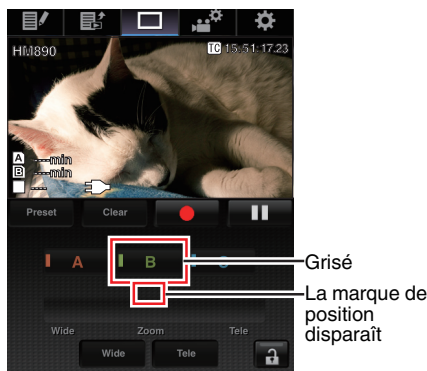 HM890
TC 15:51:17.23
A ----min
B ----min
----
Preset Clear
A B C
Grisé
La marque de
position
disparaît
Wide Zoom Tele
Wide Tele